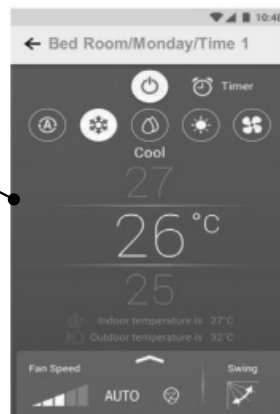 10:48
← Bed Room/Monday/Time 1
Timer
A
Cool
27
26°C
25
Indoor temperature is 27°C
Outdoor temperature is 32°C
Fan Speed
Swing
AUTO